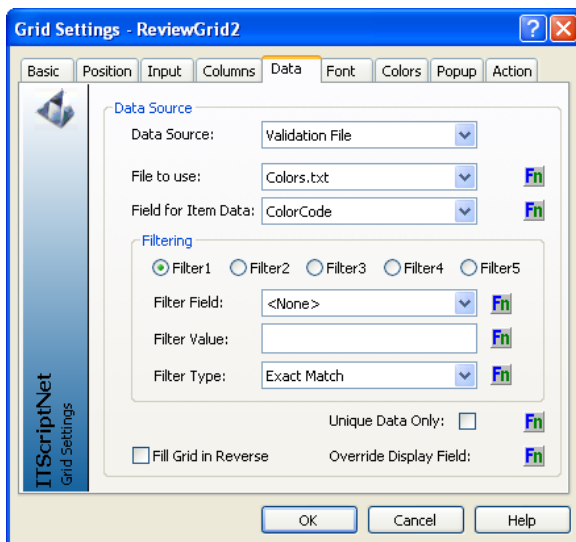 Grid Settings - ReviewGrid2
Basic Position Input Columns Data Font Colors Popup Action
Data Source
Data Source: Validation File
File to use: Colors.txt Fn
Field for Item Data: ColorCode Fn
Filtering
Filter1 Filter2 Filter3 Filter4 Filter5
Filter Field: <None> Fn
Filter Value: Fn
Filter Type: Exact Match Fn
Unique Data Only: Fn
Fill Grid in Reverse Override Display Field: Fn
ITScriptNet
Grid Settings
OK Cancel Help